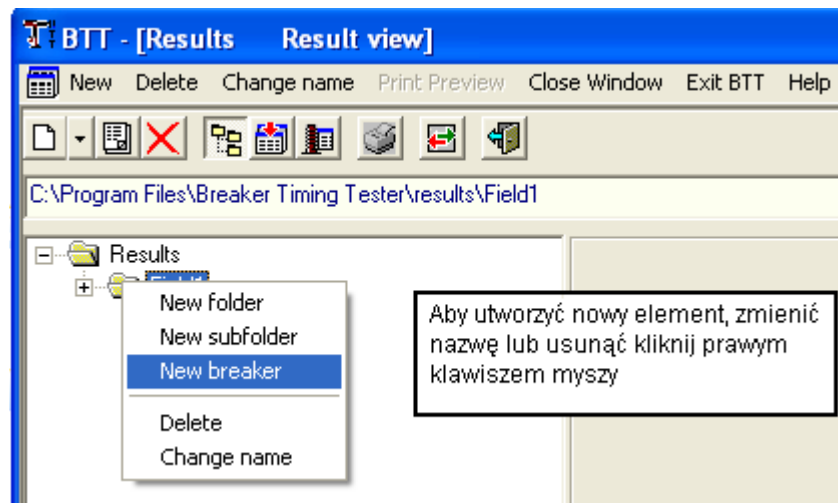 BTT - [Results Result view]
New Delete Change name Print Preview Close Window Exit BTT Help
C:\Program Files\Breaker Timing Tester\results\Field1
Results
New folder
New subfolder
New breaker
Delete
Change name
Aby utworzyć nowy element, zmienić
nazwę lub usunąć kliknij prawym
klawiszem myszy